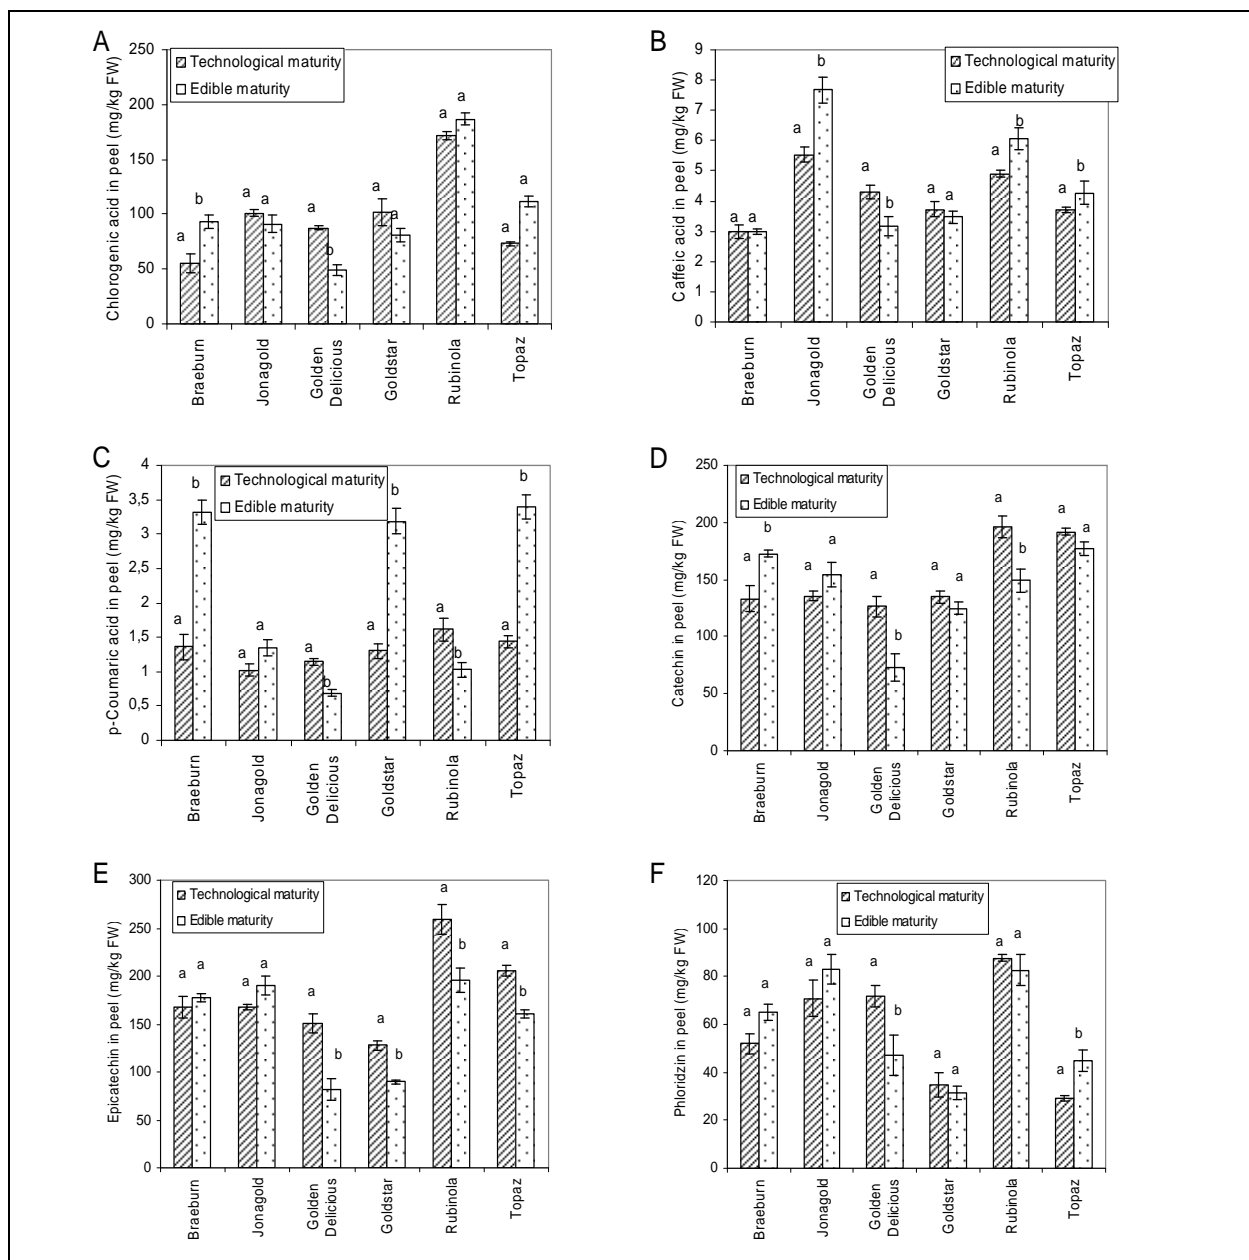 A
Chlorogenic acid in peel (mg/kg FW)
250
200
150
100
50
0
Technological maturity
Edible maturity
a
b
a
a
a
b
a
a
a
a
a
a
Braeburn
Jonagold
Golden
Delicious
Goldstar
Rubinola
Topaz
B
Caffeic acid in peel (mg/kg FW)
9
8
7
6
5
4
3
2
1
0
Technological maturity
Edible maturity
a
a
a
b
a
b
a
a
a
b
a
b
Braeburn
Jonagold
Golden
Delicious
Goldstar
Rubinola
Topaz
C
p-Coumaric acid in peel (mg/kg FW)
4
3,5
3
2,5
2
1,5
1
0,5
0
Technological maturity
Edible maturity
a
b
a
a
a
b
a
b
a
b
a
b
Braeburn
Jonagold
Golden
Delicious
Goldstar
Rubinola
Topaz
D
Catechin in peel (mg/kg FW)
250
200
150
100
50
0
Technological maturity
Edible maturity
a
b
a
a
a
b
a
a
a
b
a
a
Braeburn
Jonagold
Golden
Delicious
Goldstar
Rubinola
Topaz
E
Epicatechin in peel (mg/kg FW)
300
250
200
150
100
50
0
Technological maturity
Edible maturity
a
a
a
a
a
b
a
b
a
b
a
b
Braeburn
Jonagold
Golden
Delicious
Goldstar
Rubinola
Topaz
F
Phloridzin in peel (mg/kg FW)
120
100
80
60
40
20
0
Technological maturity
Edible maturity
a
a
a
a
a
b
a
a
a
a
a
b
Braeburn
Jonagold
Golden
Delicious
Goldstar
Rubinola
Topaz